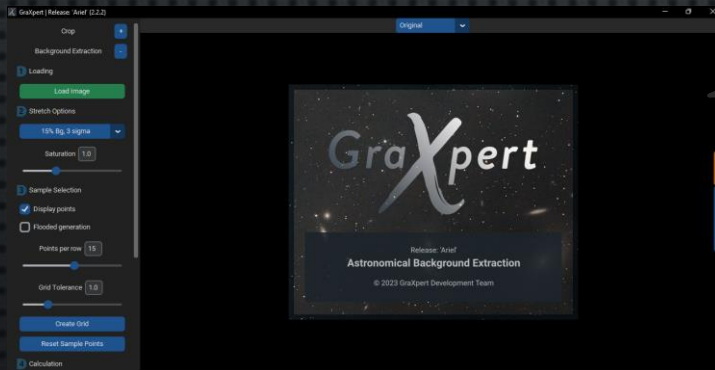 GraXpert | Release: 'Ariel' (2.2.2)
Original
Crop
+
Background Extraction
-
Loading
Load Image
Stretch Options
15% Bg, 3 sigma
Saturation 1.0
Sample Selection
Display points
Flooded generation
Points per row 15
Grid Tolerance 1.0
Create Grid
Reset Sample Points
Calculation
GraXpert
Release: 'Ariel'
Astronomical Background Extraction
© 2023 GraXpert Development Team